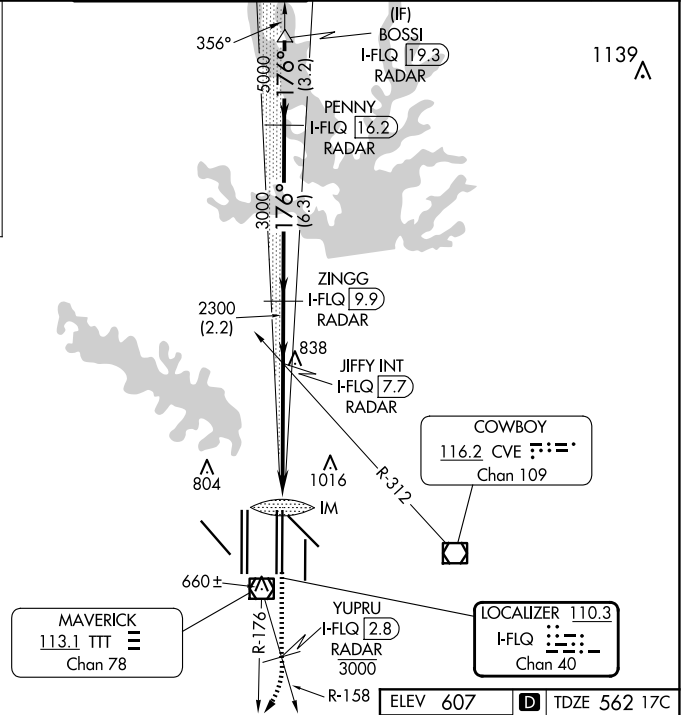 (IF)
BOSSI
I-FLQ 19.3
RADAR
356°
1139
5000
176°
(3.2)
PENNY
I-FLQ 16.2
RADAR
3000
176°
(6.3)
ZINGG
I-FLQ 9.9
RADAR
2300
(2.2)
838
JIFFY INT
I-FLQ 7.7
RADAR
COWBOY
116.2 CVE
Chan 109
R-312
804
1016
IM
660±
MAVERICK
113.1 TTT
Chan 78
R-176
YUPRU
I-FLQ 2.8
RADAR
3000
R-158
LOCALIZER 110.3
I-FLQ
Chan 40
ELEV 607 D TDZE 562 17C